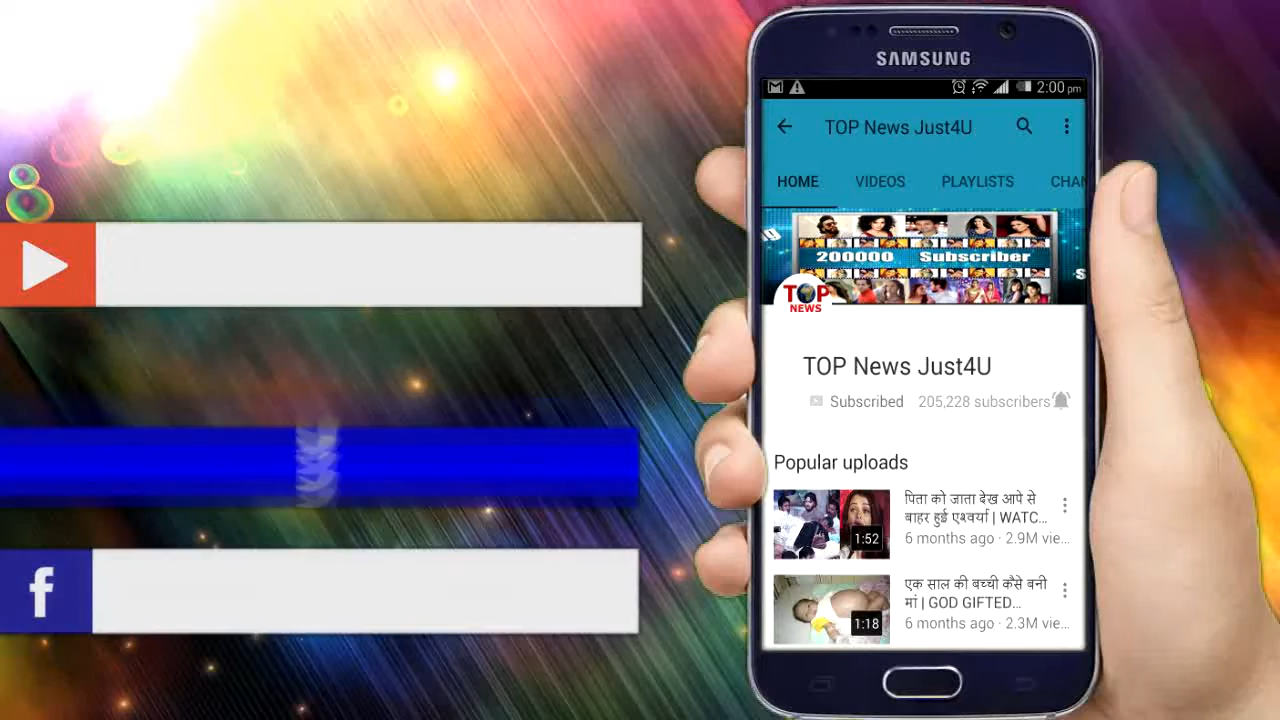 SAMSUNG
2:00 pm
TOP News Just4U
HOME VIDEOS PLAYLISTS CHAN
200000 Subscriber
TOP
NEWS
TOP News Just4U
Subscribed 205,228 subscribers
Popular uploads
पिता को जाता देख आपे से
बाहर हुई एश्वर्या | WATC...
6 months ago · 2.9M vie...
1:52
एक साल की बच्ची कैसे बनी
मां | GOD GIFTED...
6 months ago · 2.3M vie...
1:18
f